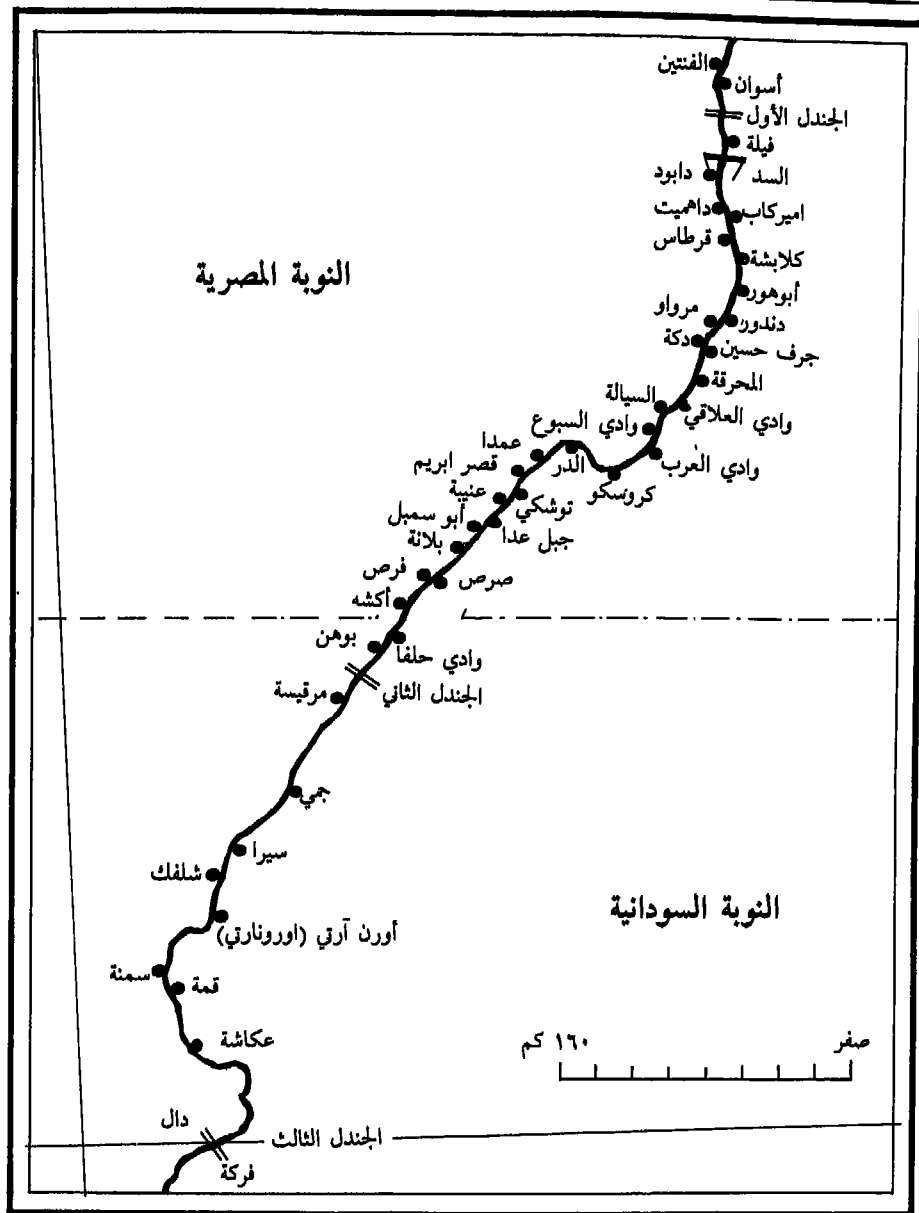 الفنتين
أسوان
الجندل الأول
فيلة
السد
دابود
داهميت
اميركاب
قرطاس
كلابشة
النوبة المصرية
أبوهور
مرواو
دندور
دكة
جرف حسين
المحرقة
السيالة
وادي العلاقي
وادي السبوع
عمدا
الدر
وادي العرب
قصر ابريم
كروسكو
عنيبة
توشكي
أبو سمبل
جبل عدا
بلانة
فرص
صرص
أكشه
بوهن
وادي حلفا
الجندل الثاني
مرقيسة
جمي
سيرا
شلفك
النوبة السودانية
أورن آرتي (اورونارتي)
سمنة
قمة
عكاشة
صفر
١٦٠ كم
دال
الجندل الثالث
فركة